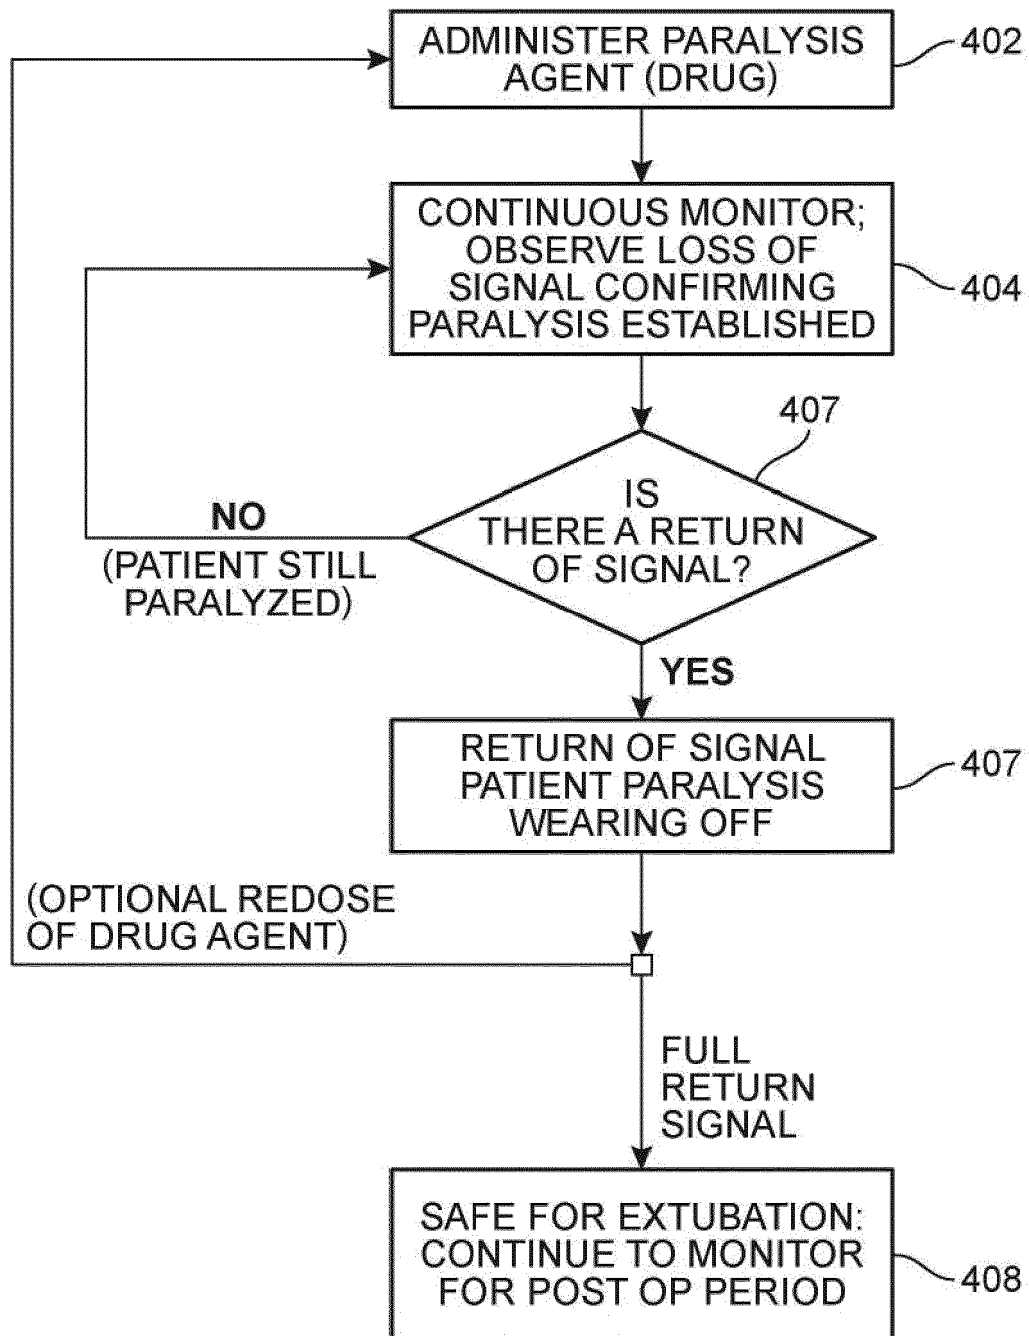 ADMINISTER PARALYSIS
AGENT (DRUG)
402
CONTINUOUS MONITOR;
OBSERVE LOSS OF
SIGNAL CONFIRMING
PARALYSIS ESTABLISHED
404
407
IS
THERE A RETURN
OF SIGNAL?
NO
(PATIENT STILL
PARALYZED)
YES
RETURN OF SIGNAL
PATIENT PARALYSIS
WEARING OFF
407
(OPTIONAL REDOSE
OF DRUG AGENT)
FULL
RETURN
SIGNAL
SAFE FOR EXTUBATION:
CONTINUE TO MONITOR
FOR POST OP PERIOD
408